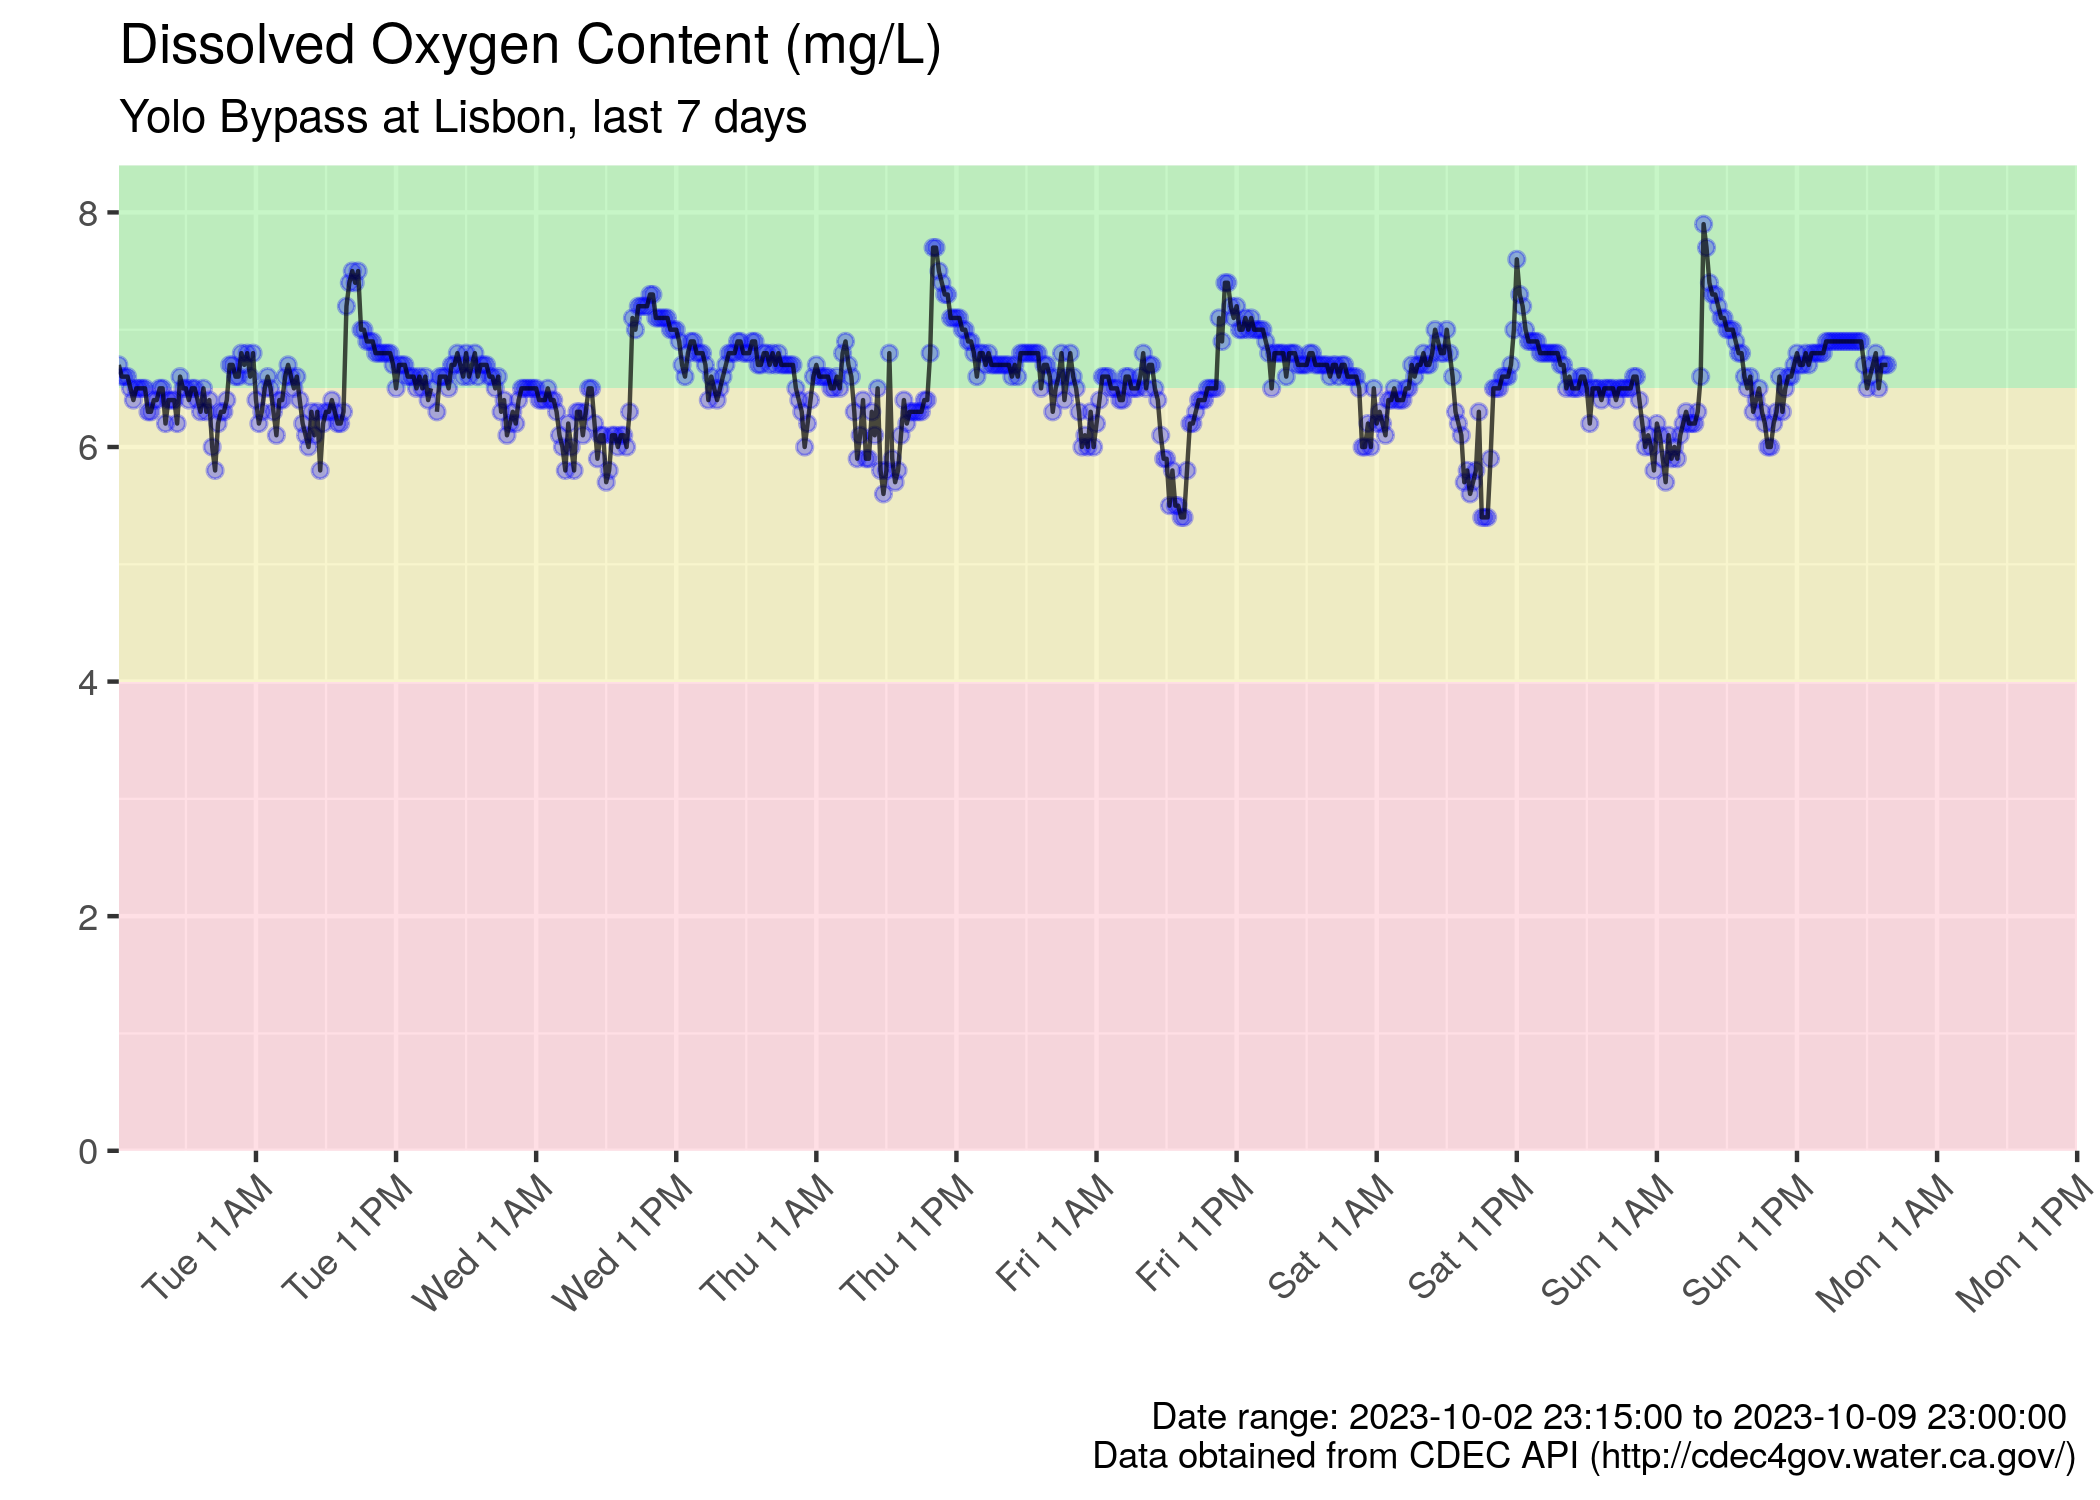 Dissolved Oxygen Content (mg/L)
Yolo Bypass at Lisbon, last 7 days
8
6
4
2
0
Tue 11AM
Tue 11PM
Wed 11AM
Wed 11PM
Thu 11AM
Thu 11PM
Fri 11AM
Fri 11PM
Sat 11AM
Sat 11PM
Sun 11AM
Sun 11PM
Mon 11AM
Mon 11PM
Date range: 2023-10-02 23:15:00 to 2023-10-09 23:00:00
Data obtained from CDEC API (http://cdec4gov.water.ca.gov/)